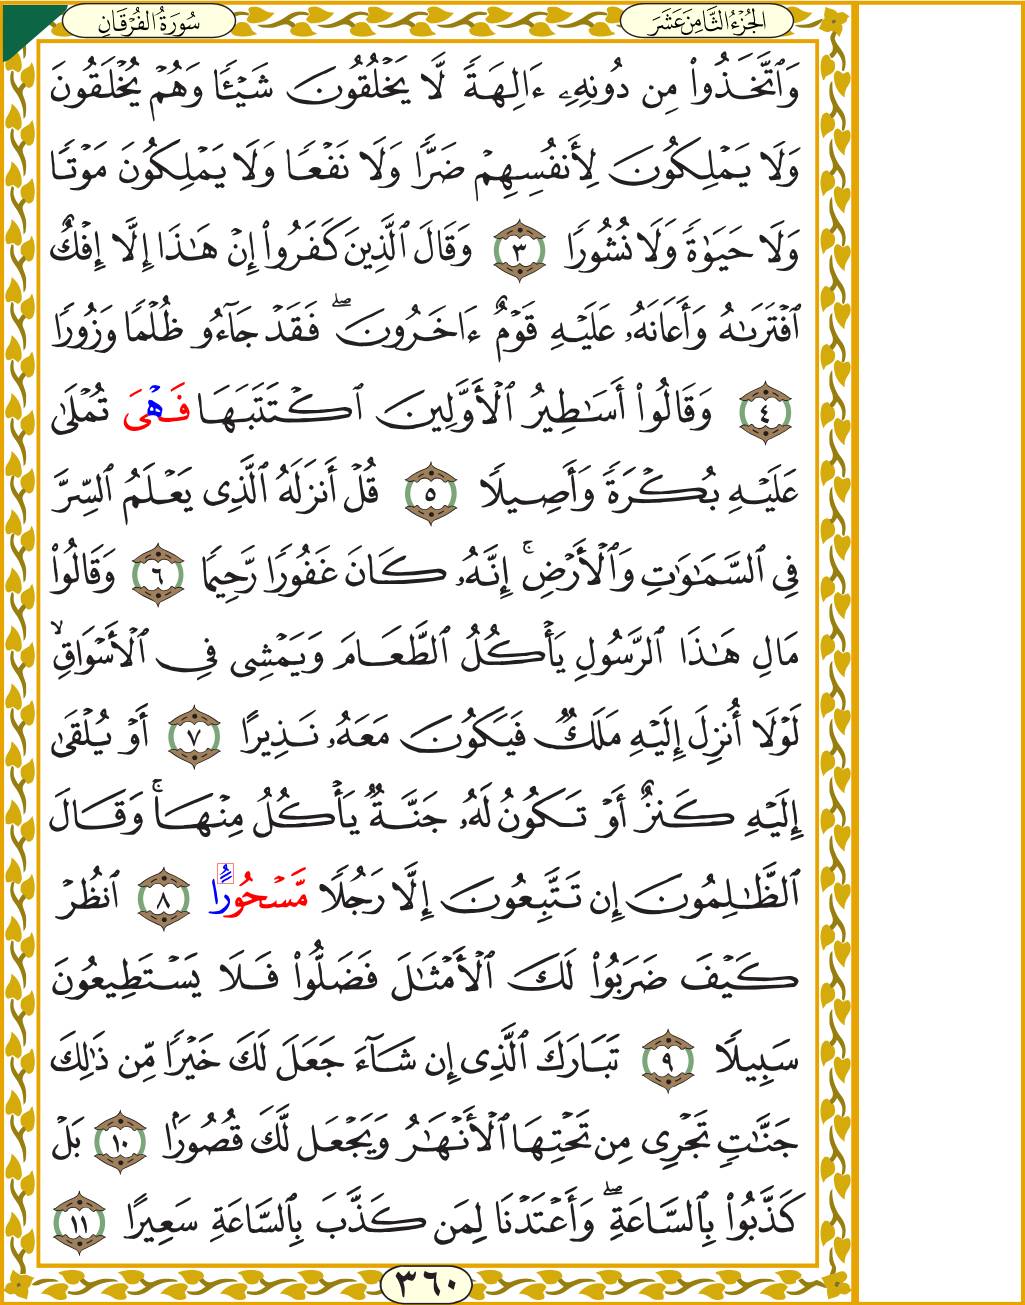 الجُزْءُ الثَّامِنَ عَشَرَ
سُورَةُ الفُرْقَانِ
وَٱتَّخَذُوا۟ مِن دُونِهِۦ ءَالِهَةً لَّا يَخْلُقُونَ شَيْـًٔا وَهُمْ يُخْلَقُونَ
وَلَا يَمْلِكُونَ لِأَنفُسِهِمْ ضَرًّا وَلَا نَفْعًا وَلَا يَمْلِكُونَ مَوْتًا
وَلَا حَيَوٰةً وَلَا نُشُورًا ٣ وَقَالَ ٱلَّذِينَ كَفَرُوا۟ إِنْ هَـٰذَا إِلَّا إِفْكٌ
ٱفْتَرَىٰهُ وَأَعَانَهُۥ عَلَيْهِ قَوْمٌ ءَاخَرُونَ ۖ فَقَدْ جَآءُو ظُلْمًا وَزُورًا
٤ وَقَالُوا۟ أَسَـٰطِيرُ ٱلْأَوَّلِينَ ٱكْتَتَبَهَا فَهْىَ تُمْلَىٰ
عَلَيْهِ بُكْرَةً وَأَصِيلًا ٥ قُلْ أَنزَلَهُ ٱلَّذِى يَعْلَمُ ٱلسِّرَّ
فِى ٱلسَّمَـٰوَٰتِ وَٱلْأَرْضِ ۚ إِنَّهُۥ كَانَ غَفُورًا رَّحِيمًا ٦ وَقَالُوا۟
مَالِ هَـٰذَا ٱلرَّسُولِ يَأْكُلُ ٱلطَّعَامَ وَيَمْشِى فِى ٱلْأَسْوَاقِ ۙ
لَوْلَا أُنزِلَ إِلَيْهِ مَلَكٌ فَيَكُونَ مَعَهُۥ نَذِيرًا ٧ أَوْ يُلْقَىٰ
إِلَيْهِ كَنزٌ أَوْ تَكُونُ لَهُۥ جَنَّةٌ يَأْكُلُ مِنْهَا ۚ وَقَالَ
ٱلظَّـٰلِمُونَ إِن تَتَّبِعُونَ إِلَّا رَجُلًا مَّسْحُورًا ٨ ٱنظُرْ
كَيْفَ ضَرَبُوا۟ لَكَ ٱلْأَمْثَـٰلَ فَضَلُّوا۟ فَلَا يَسْتَطِيعُونَ
سَبِيلًا ٩ تَبَارَكَ ٱلَّذِى إِن شَآءَ جَعَلَ لَكَ خَيْرًا مِّن ذَٰلِكَ
جَنَّـٰتٍ تَجْرِى مِن تَحْتِهَا ٱلْأَنْهَـٰرُ وَيَجْعَل لَّكَ قُصُورًۢا ١٠ بَلْ
كَذَّبُوا۟ بِٱلسَّاعَةِ ۖ وَأَعْتَدْنَا لِمَن كَذَّبَ بِٱلسَّاعَةِ سَعِيرًا ١١
٣٦٠